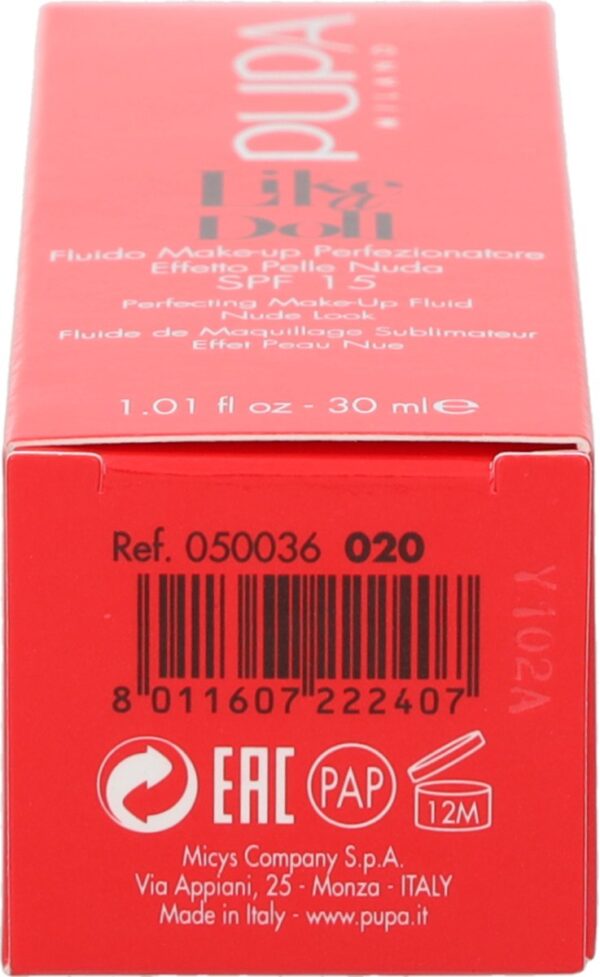 PUPA
MILANO
Like
a
Doll
Fluido Make-up Perfezionatore
Effetto Pelle Nuda
SPF 15
Perfecting Make-Up Fluid
Nude Look
Fluide de Maquillage Sublimateur
Effet Peau Nue
1.01 fl oz - 30 ml ℮
Ref. 050036 020
8 011607 222407
Y102A
EAC
PAP
12M
Micys Company S.p.A.
Via Appiani, 25 - Monza - ITALY
Made in Italy - www.pupa.it